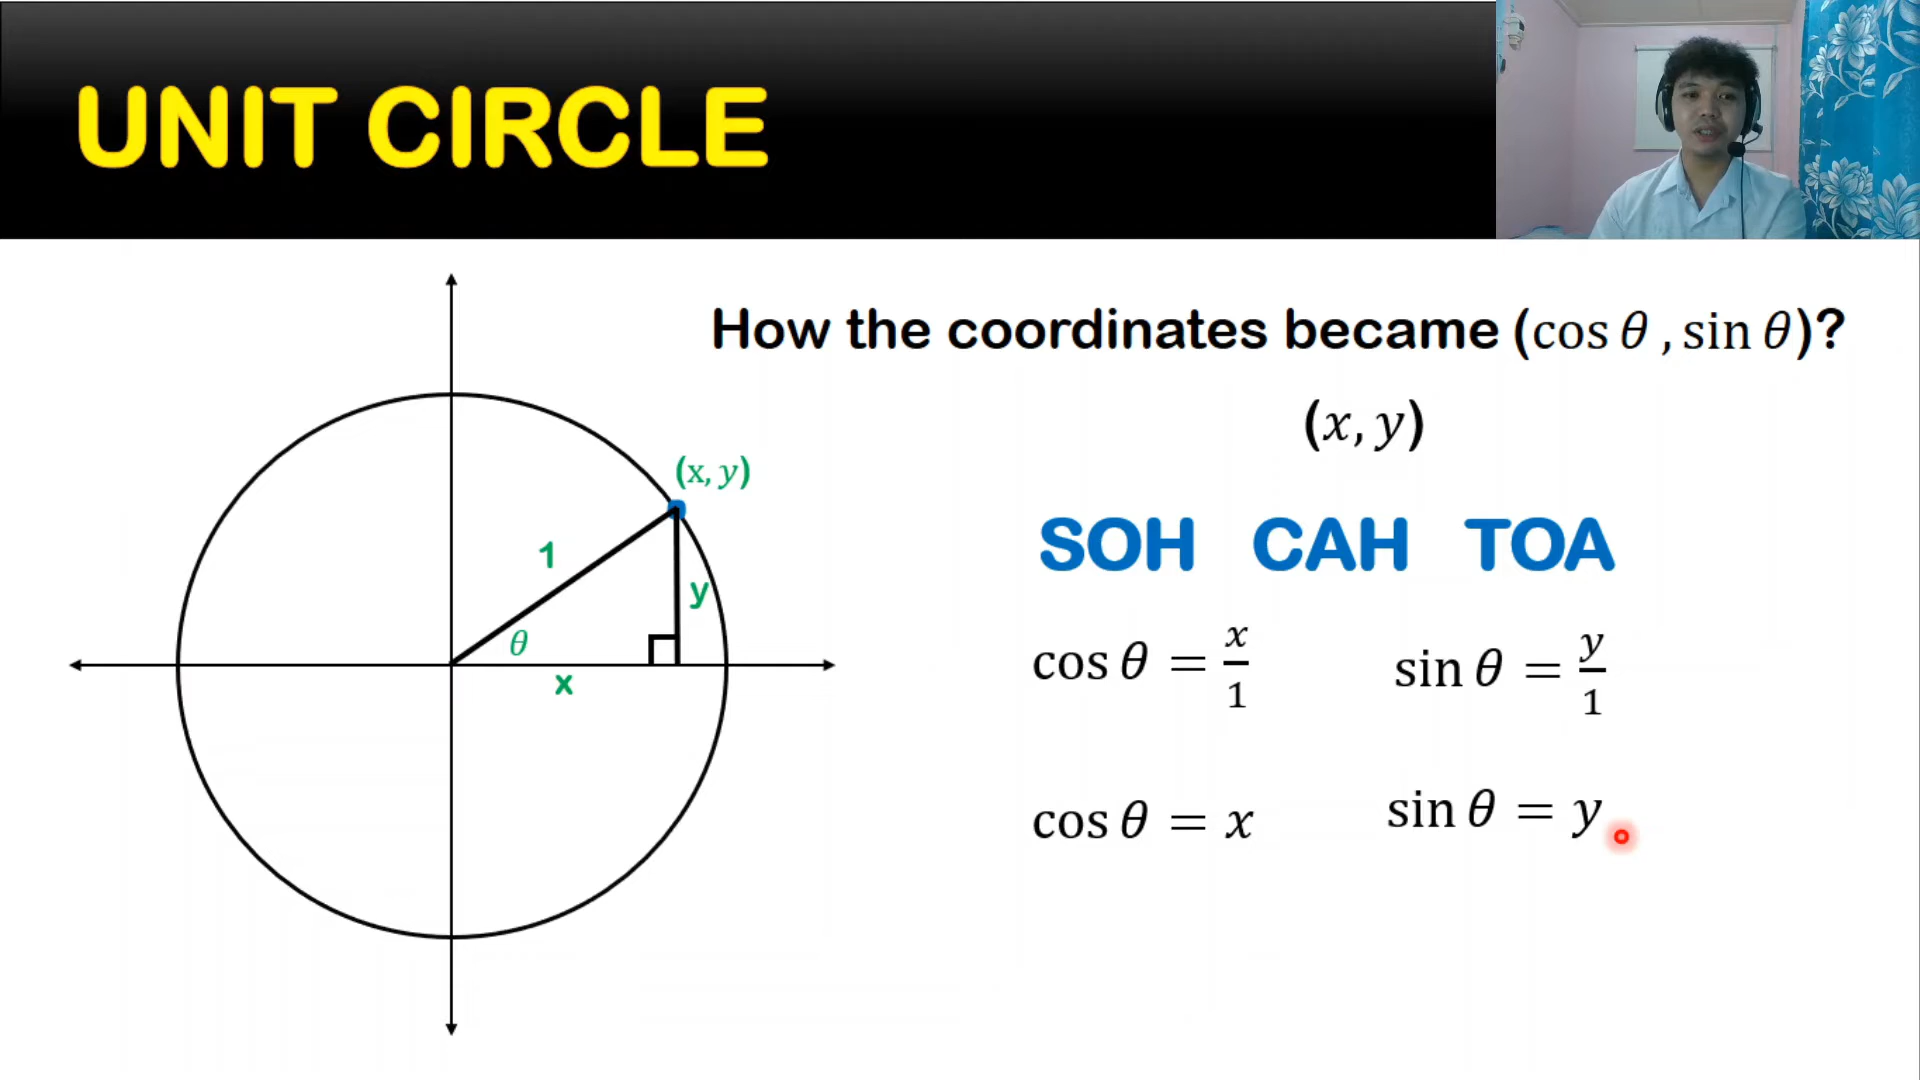 UNIT CIRCLE
How the coordinates became (cos θ , sin θ)?
(x, y)
(x, y)
SOH CAH TOA
1
y
θ
x
cos θ = x/1
sin θ = y/1
cos θ = x
sin θ = y